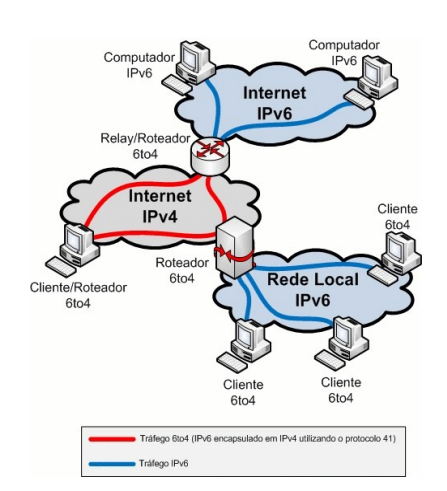 Computador
IPv6
Computador
IPv6
Internet
IPv6
Relay/Roteador
6to4
Internet
IPv4
Cliente
6to4
Roteador
6to4
Rede Local
IPv6
Cliente/Roteador
6to4
Cliente
6to4
Cliente
6to4
Tráfego 6to4 (IPv6 encapsulado em IPv4 utilizando o protocolo 41)
Tráfego IPv6